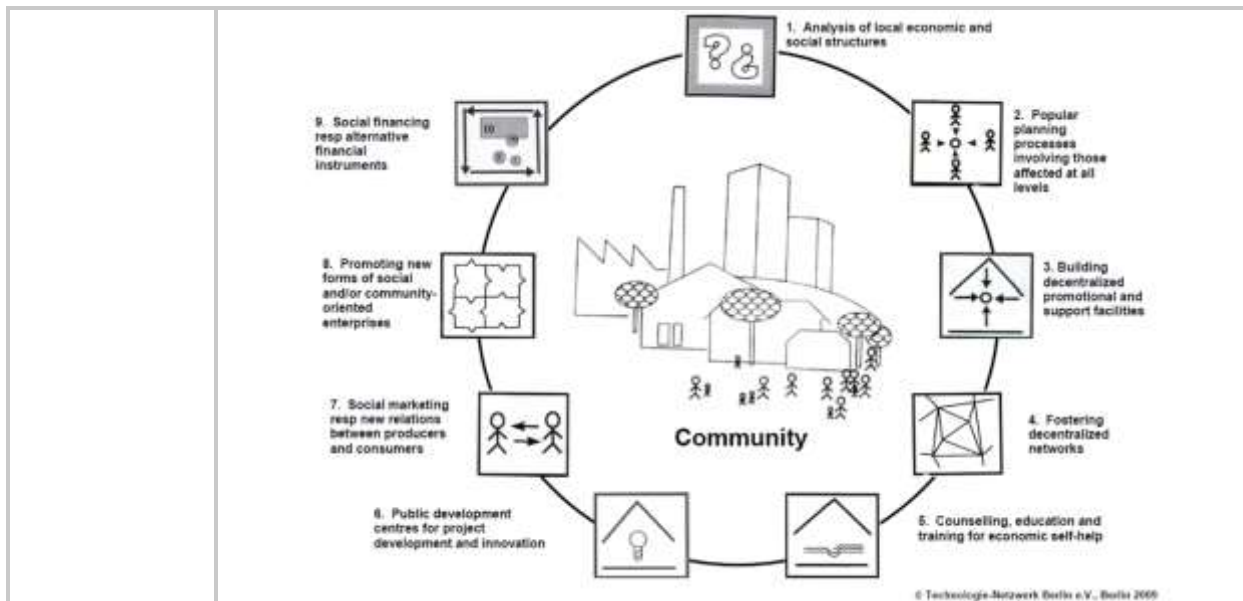 1. Analysis of local economic and
social structures
2. Popular
planning
processes
involving those
affected at all
levels
3. Building
decentralized
promotional and
support facilities
4. Fostering
decentralized
networks
5. Counselling, education and
training for economic self-help
6. Public development
centres for project
development and innovation
7. Social marketing
resp new relations
between producers
and consumers
8. Promoting new
forms of social
and/or community-
oriented
enterprises
9. Social financing
resp alternative
financial
instruments
Community
© Technologie-Netzwerk Berlin e.V., Berlin 2009